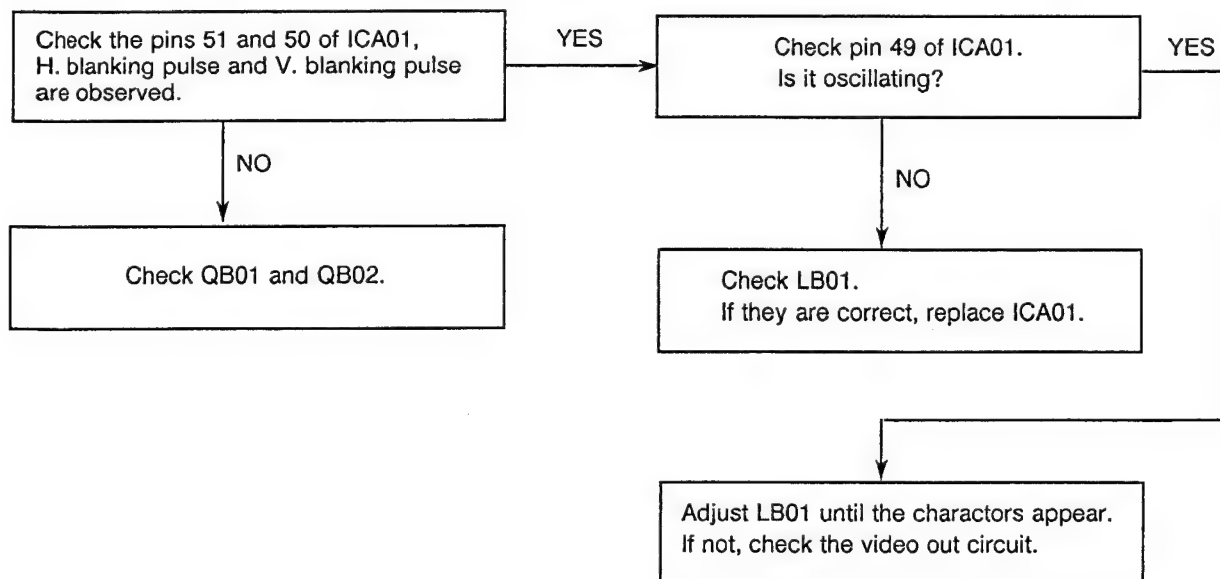 Check the pins 51 and 50 of ICA01,
H. blanking pulse and V. blanking pulse
are observed.
YES
Check pin 49 of ICA01.
Is it oscillating?
YES
NO
NO
Check QB01 and QB02.
Check LB01.
If they are correct, replace ICA01.
Adjust LB01 until the charactors appear.
If not, check the video out circuit.